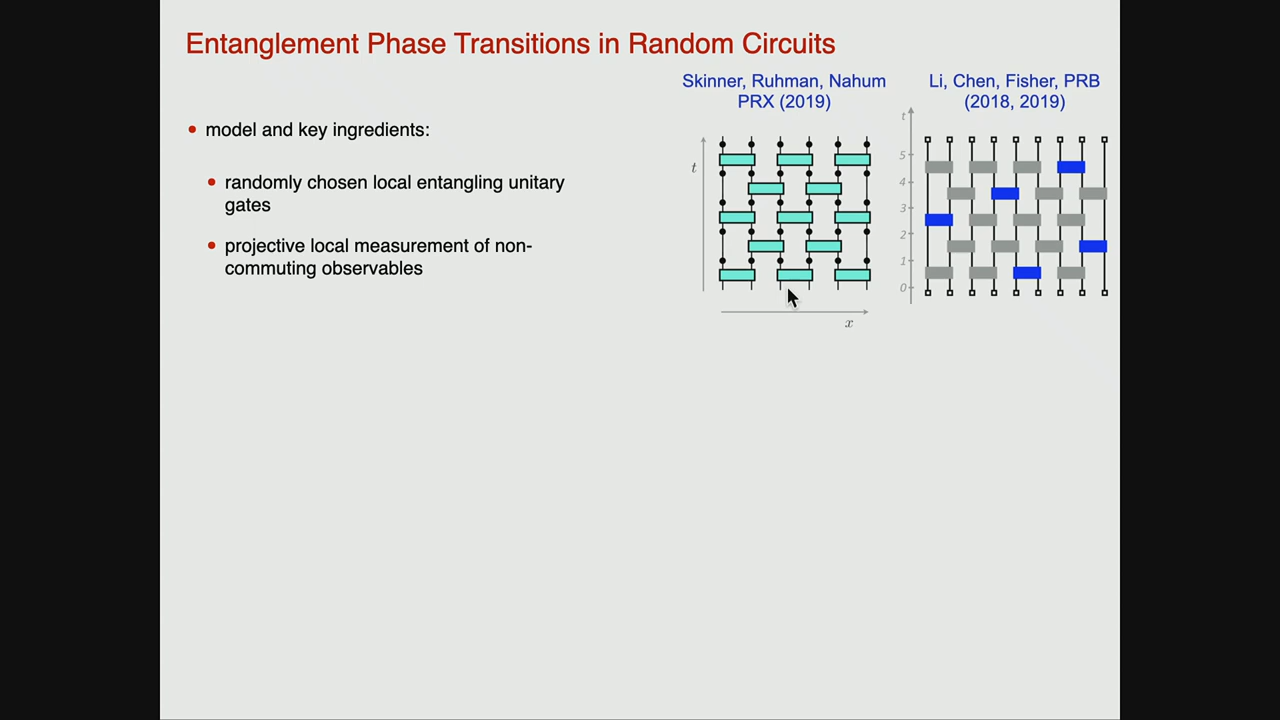 Entanglement Phase Transitions in Random Circuits
Skinner, Ruhman, Nahum
PRX (2019)
Li, Chen, Fisher, PRB
(2018, 2019)
• model and key ingredients:
• randomly chosen local entangling unitary
gates
• projective local measurement of non-
commuting observables
t
x
t
5
4
3
2
1
0